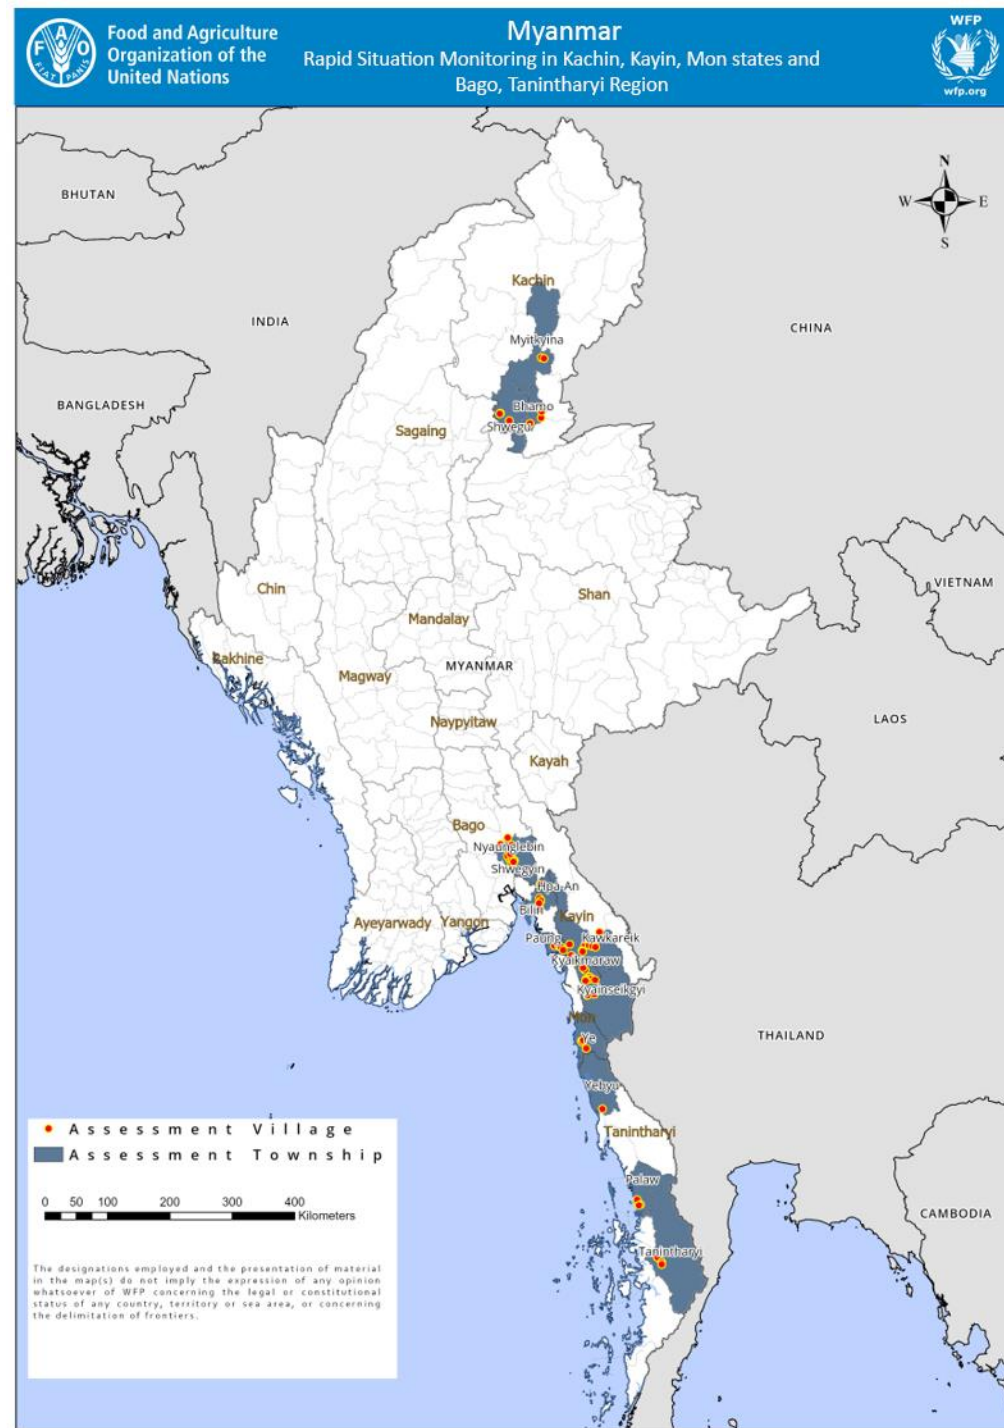 Food and Agriculture
Organization of the
United Nations
FAO
FIAT PANIS
Myanmar
Rapid Situation Monitoring in Kachin, Kayin, Mon states and
Bago, Tanintharyi Region
WFP
wfp.org
N
W E
S
BHUTAN
INDIA
CHINA
BANGLADESH
Kachin
Myitkyina
Bhamo
Shwegu
Sagaing
VIETNAM
Chin
Shan
Mandalay
Rakhine
MYANMAR
Magway
LAOS
Naypyitaw
Kayah
Bago
Nyaunglebin
Shwegyin
Hpa-An
Bilin
Kayin
Ayeyarwady
Yangon
Paung
Kawkareik
Kyaikmaraw
Kyainseikgyi
Mon
Ye
THAILAND
Yebyu
Tanintharyi
Palaw
CAMBODIA
Tanintharyi
Assessment Village
Assessment Township
0 50 100 200 300 400
Kilometers
The designations employed and the presentation of material
in the map(s) do not imply the expression of any opinion
whatsoever of WFP concerning the legal or constitutional
status of any country, territory or sea area, or concerning
the delimitation of frontiers.